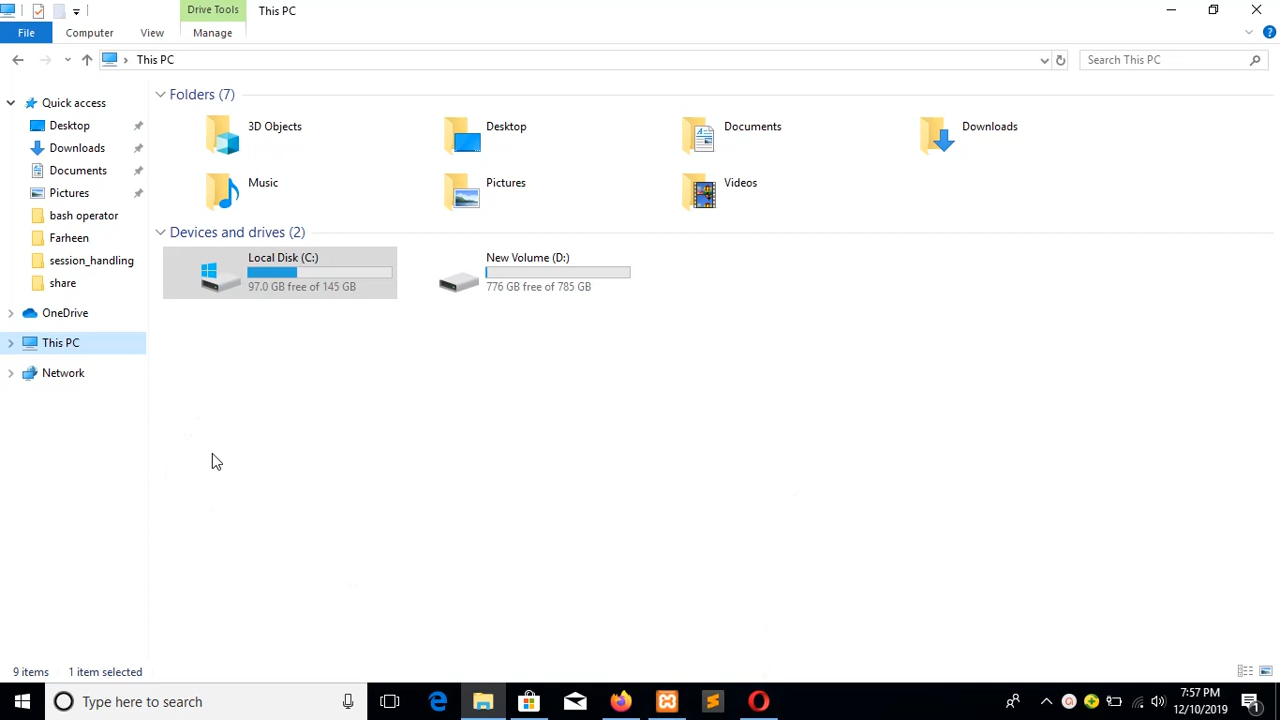 Drive Tools
This PC
File
Computer
View
Manage
This PC
Search This PC
Quick access
Desktop
Downloads
Documents
Pictures
bash operator
Farheen
session_handling
share
OneDrive
This PC
Network
Folders (7)
3D Objects
Desktop
Documents
Downloads
Music
Pictures
Videos
Devices and drives (2)
Local Disk (C:)
97.0 GB free of 145 GB
New Volume (D:)
776 GB free of 785 GB
9 items
1 item selected
Type here to search
7:57 PM
12/10/2019
1